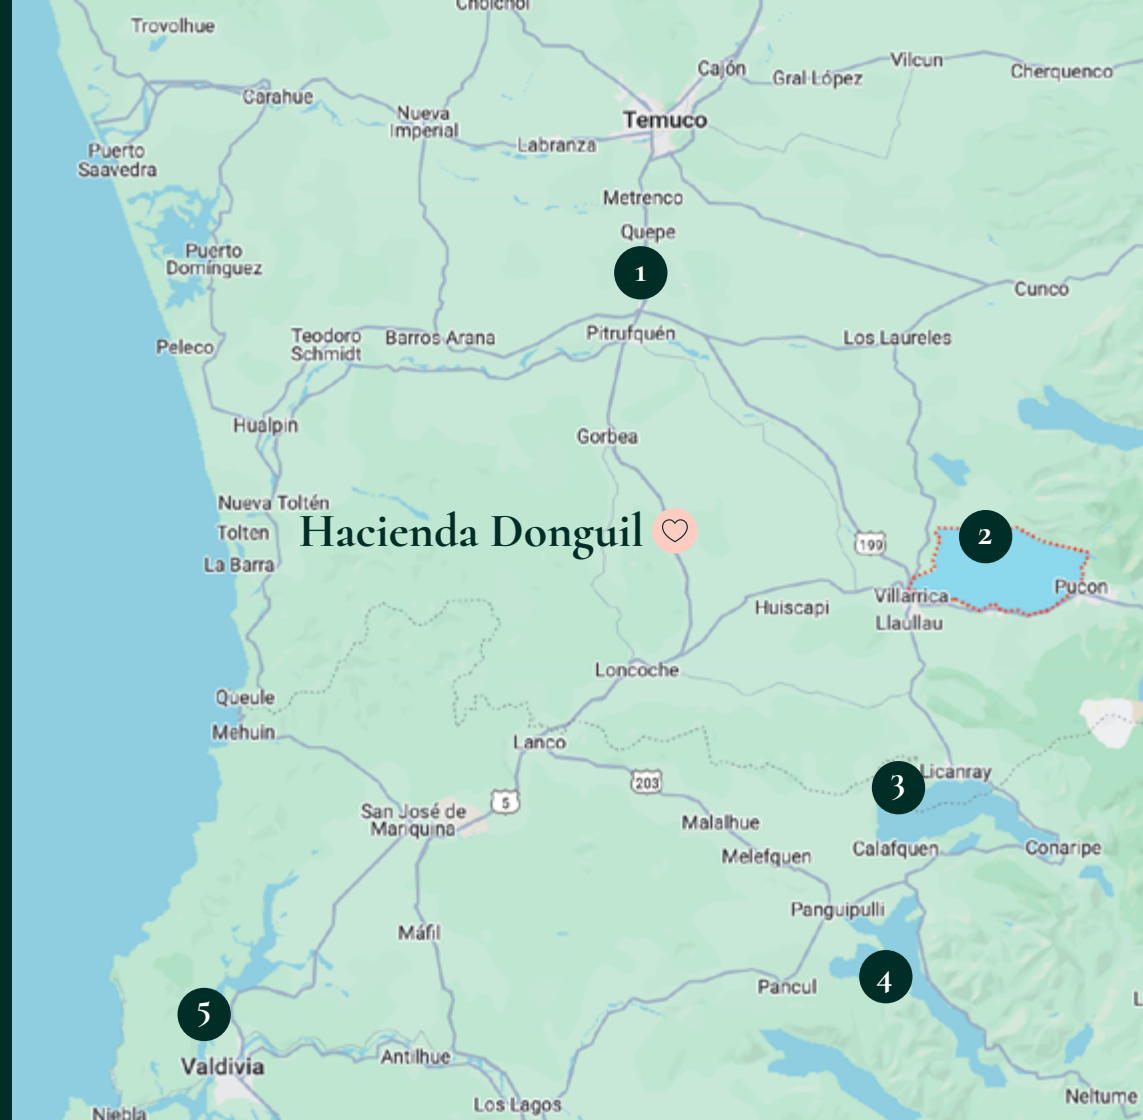 Cholchol
Trovolhue
Cajón
Vilcun
Gral López
Cherquenco
Carahue
Nueva
Imperial
Temuco
Labranza
Puerto
Saavedra
Metrenco
Quepe
Puerto
Domínguez
1
Cunco
Teodoro
Schmidt
Barros Arana
Pitrufquén
Los Laureles
Peleco
Hualpin
Gorbea
Nueva Toltén
Tolten
Hacienda Donguil
199
2
La Barra
Villarrica
Pucon
Huiscapi
Llaullau
Loncoche
Queule
Mehuin
Lanco
Licanray
203
3
5
San José de
Mariquina
Malalhue
Melefquen
Calafquen
Conaripe
Panguipulli
Máfil
Pancul
4
5
Valdivia
Antilhue
Los Lagos
Neltume
Niebla